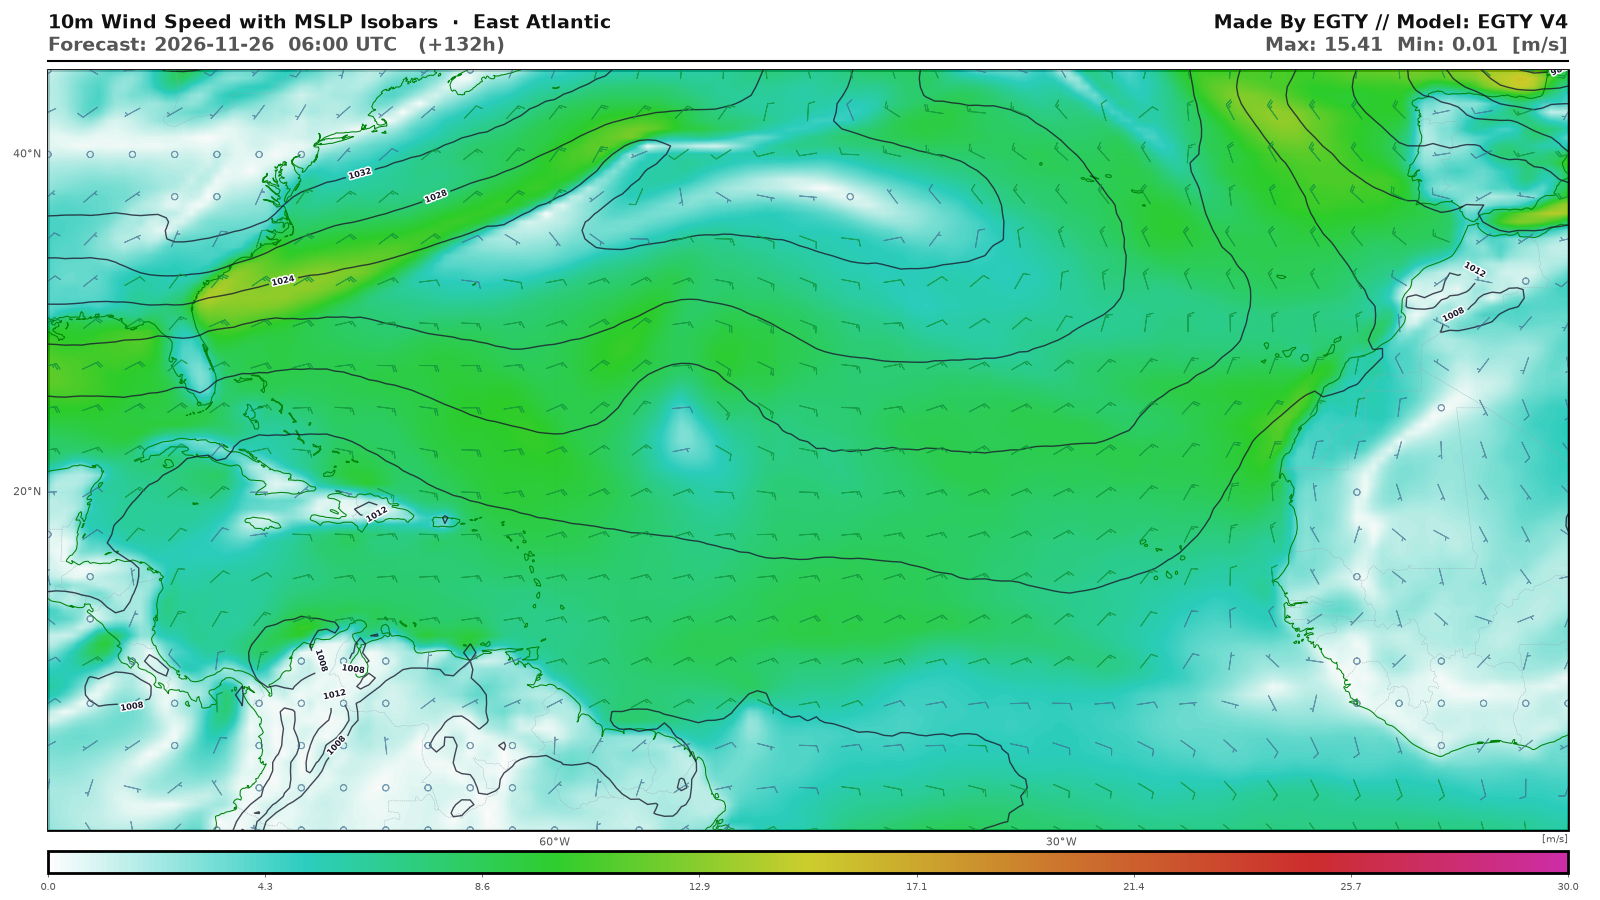 10m Wind Speed with MSLP Isobars · East Atlantic
Made By EGTY // Model: EGTY V4
Forecast: 2026-11-26 06:00 UTC (+132h)
Max: 15.41 Min: 0.01 [m/s]
40°N
1032
1028
1024
1012
1008
20°N
1012
1008
1008
1012
1008
1008
60°W
30°W
[m/s]
0.0
4.3
8.6
12.9
17.1
21.4
25.7
30.0